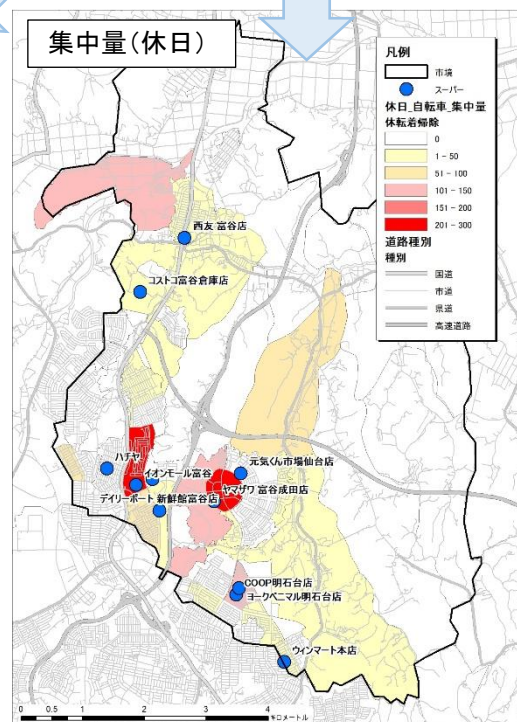 集中量(休日)
凡例
市境
スーパー
休日_自転車_集中量
休転着帰除
0
1 - 50
51 - 100
101 - 150
151 - 200
201 - 300
道路種別
種別
国道
市道
県道
高速道路
西友 富谷店
コストコ富谷倉庫店
ハチヤ
イオンモール富谷
元気くん市場仙台店
デイリーポート 新鮮館富谷店
ヤマザワ 富谷成田店
COOP明石台店
ヨークベニマル明石台店
ウィンマート本店
0 0.5 1 2 3 4
キロメートル